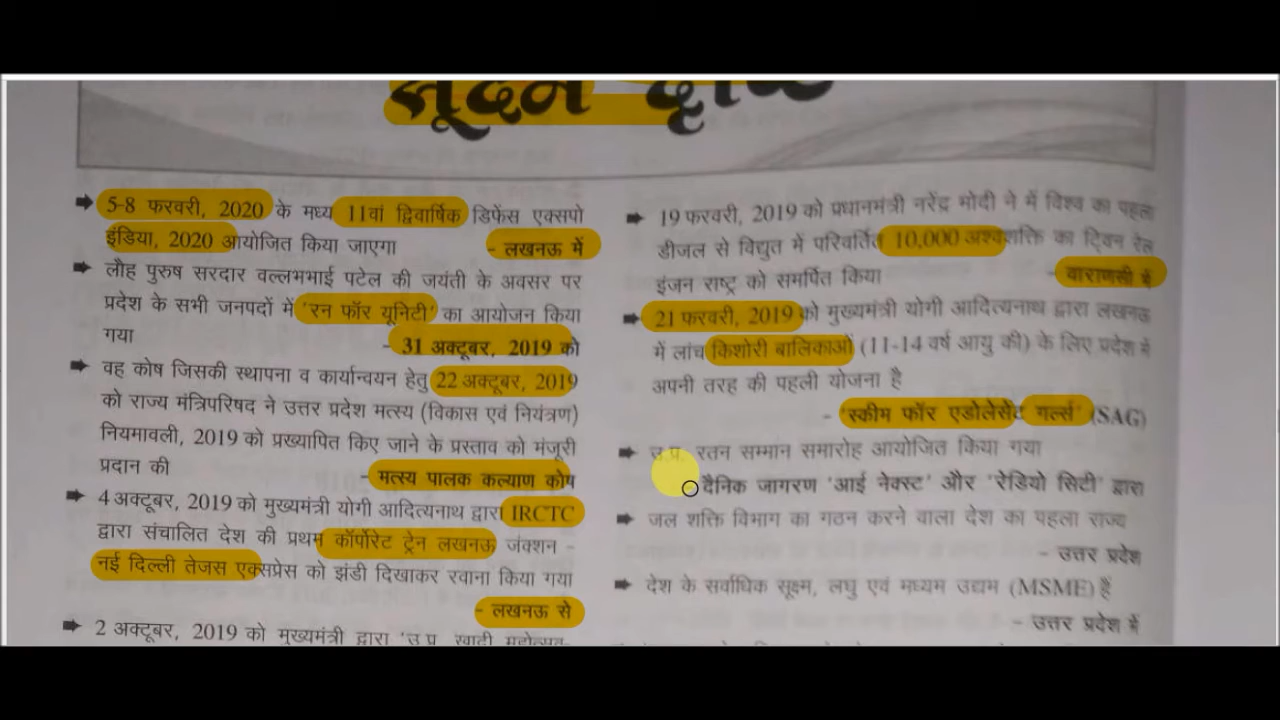 सूक्ष्म दृष्टि
➡ 5-8 फरवरी, 2020 के मध्य 11वां द्विवार्षिक डिफेंस एक्सपो
इंडिया, 2020 आयोजित किया जाएगा - लखनऊ में
➡ लौह पुरुष सरदार वल्लभभाई पटेल की जयंती के अवसर पर
प्रदेश के सभी जनपदों में 'रन फॉर यूनिटी' का आयोजन किया
गया - 31 अक्टूबर, 2019 को
➡ वह कोष जिसकी स्थापना व कार्यान्वयन हेतु 22 अक्टूबर, 2019
को राज्य मंत्रिपरिषद ने उत्तर प्रदेश मत्स्य (विकास एवं नियंत्रण)
नियमावली, 2019 को प्रख्यापित किए जाने के प्रस्ताव को मंजूरी
प्रदान की - मत्स्य पालक कल्याण कोष
➡ 4 अक्टूबर, 2019 को मुख्यमंत्री योगी आदित्यनाथ द्वारा IRCTC
द्वारा संचालित देश की प्रथम कॉर्पोरेट ट्रेन लखनऊ जंक्शन -
नई दिल्ली तेजस एक्सप्रेस को झंडी दिखाकर रवाना किया गया
- लखनऊ से
➡ 2 अक्टूबर, 2019 को मुख्यमंत्री द्वारा 'उ.प्र. खादी महोत्सव-
➡ 19 फरवरी, 2019 को प्रधानमंत्री नरेंद्र मोदी ने में विश्व का पहला
डीजल से विद्युत में परिवर्तित 10,000 अश्वशक्ति का ट्विन रेल
इंजन राष्ट्र को समर्पित किया - वाराणसी में
➡ 21 फरवरी, 2019 को मुख्यमंत्री योगी आदित्यनाथ द्वारा लखनऊ
में लांच किशोरी बालिकाओं (11-14 वर्ष आयु की) के लिए प्रदेश में
अपनी तरह की पहली योजना है
- 'स्कीम फॉर एडोलेसेंट गर्ल्स' (SAG)
➡ उ.प्र. रतन सम्मान समारोह आयोजित किया गया
- दैनिक जागरण 'आई नेक्स्ट' और 'रेडियो सिटी' द्वारा
➡ जल शक्ति विभाग का गठन करने वाला देश का पहला राज्य
- उत्तर प्रदेश
➡ देश के सर्वाधिक सूक्ष्म, लघु एवं मध्यम उद्यम (MSME) हैं
- उत्तर प्रदेश में